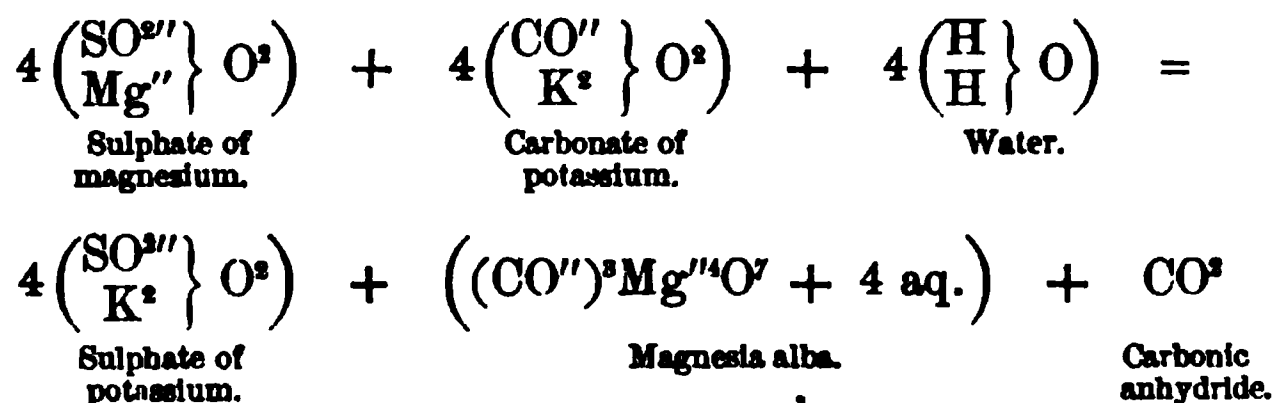 4 (SO²″ Mg″ } O²) + 4 (CO″ K² } O²) + 4 (H H } O) =
Sulphate of magnesium. Carbonate of potassium. Water.
4 (SO²″ K² } O²) + ((CO″)³Mg″⁴O⁷ + 4 aq.) + CO²
Sulphate of potassium. Magnesia alba. Carbonic anhydride.